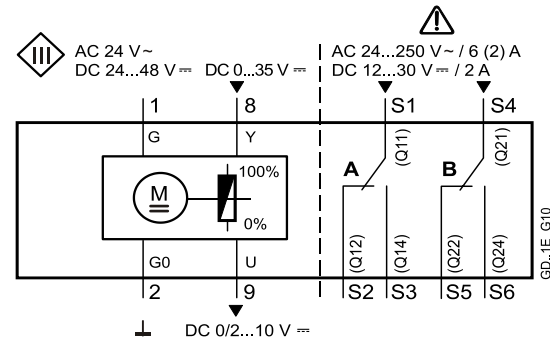 III
AC 24 V ~
DC 24...48 V ⎓
DC 0...35 V ⎓
AC 24...250 V ~ / 6 (2) A
DC 12...30 V ⎓ / 2 A
1
8
S1
S4
G
Y
(Q11)
(Q21)
100%
A
B
M
0%
(Q12)
(Q14)
(Q22)
(Q24)
G0
U
2
9
S2
S3
S5
S6
DC 0/2...10 V ⎓
GD..1E_G10